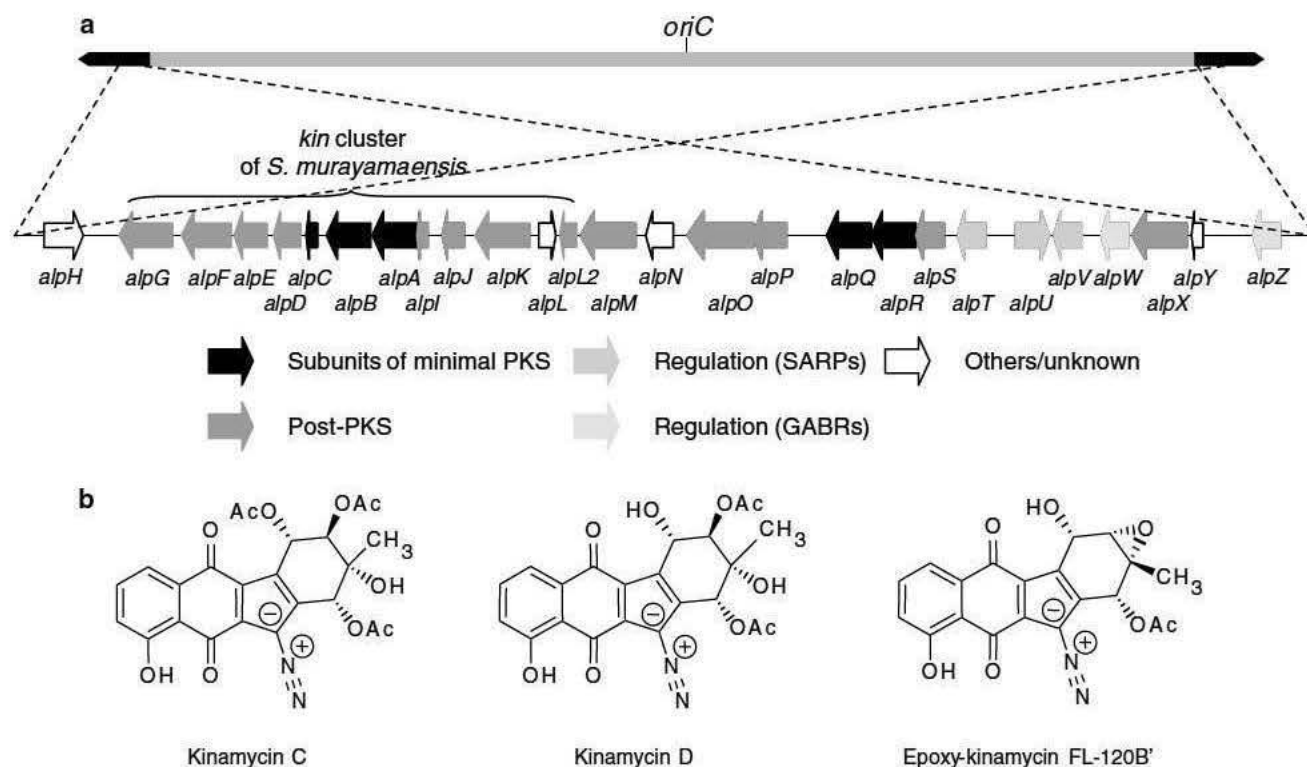 a
oriC
kin cluster
of S. murayamaensis
alpH alpG alpF alpE alpC alpA alpJ alpK alpL2 alpN alpP alpQ alpS alpV alpW alpY alpZ
alpD alpB alpI alpL alpM alpO alpR alpT alpU alpX
Subunits of minimal PKS
Regulation (SARPs)
Others/unknown
Post-PKS
Regulation (GABRs)
b
AcO OAc O CH3 OH OAc OH O N N
HO OAc O CH3 OH OAc OH O N N
HO O O CH3 OAc OH O N N
Kinamycin C
Kinamycin D
Epoxy-kinamycin FL-120B'